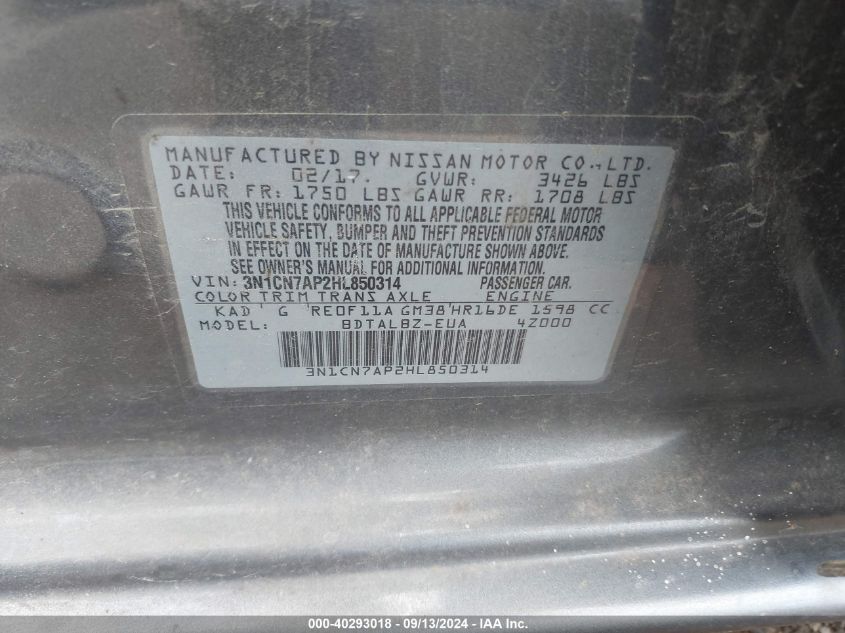 MANUFACTURED BY NISSAN MOTOR CO.,LTD.
DATE: 02/17. GVWR: 3426 LBS
GAWR FR: 1750 LBS GAWR RR: 1708 LBS
THIS VEHICLE CONFORMS TO ALL APPLICABLE FEDERAL MOTOR
VEHICLE SAFETY, BUMPER AND THEFT PREVENTION STANDARDS
IN EFFECT ON THE DATE OF MANUFACTURE SHOWN ABOVE.
SEE OWNER'S MANUAL FOR ADDITIONAL INFORMATION.
VIN: 3N1CN7AP2HL850314 PASSENGER CAR.
COLOR TRIM TRANS AXLE ENGINE
KAD G RE0F11A GM38 HR16DE 1598 CC
MODEL: BDTALBZ-EUA 4Z000
3N1CN7AP2HL850314
000-40293018 - 09/13/2024 - IAA Inc.